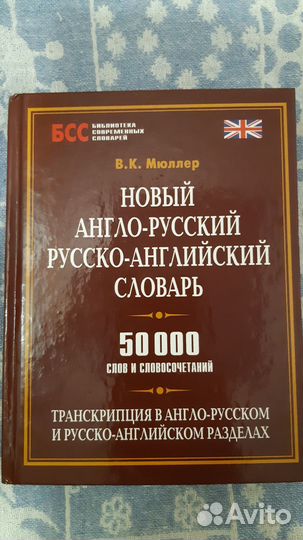 БСС
БИБЛИОТЕКА
СОВРЕМЕННЫХ
СЛОВАРЕЙ
В.К. Мюллер
НОВЫЙ
АНГЛО-РУССКИЙ
РУССКО-АНГЛИЙСКИЙ
СЛОВАРЬ
50 000
СЛОВ И СЛОВОСОЧЕТАНИЙ
ТРАНСКРИПЦИЯ В АНГЛО-РУССКОМ
И РУССКО-АНГЛИЙСКОМ РАЗДЕЛАХ
Avito